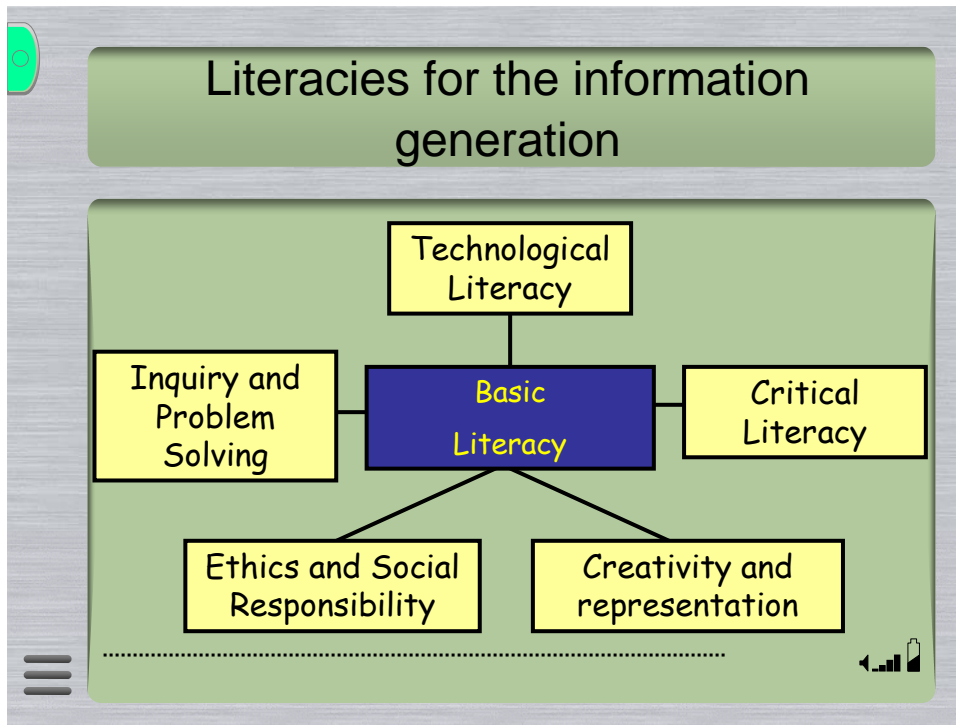 Literacies for the information
generation
Technological
Literacy
Inquiry and
Problem
Solving
Basic
Literacy
Critical
Literacy
Ethics and Social
Responsibility
Creativity and
representation